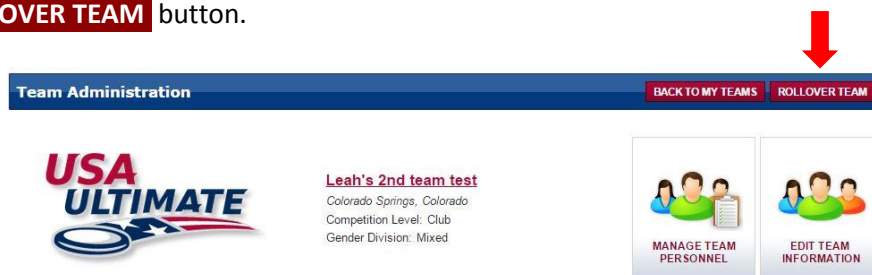 OVER TEAM button.
Team Administration BACK TO MY TEAMS ROLLOVER TEAM
USA
ULTIMATE
Leah's 2nd team test
Colorado Springs, Colorado
Competition Level: Club
Gender Division: Mixed
MANAGE TEAM
PERSONNEL
EDIT TEAM
INFORMATION